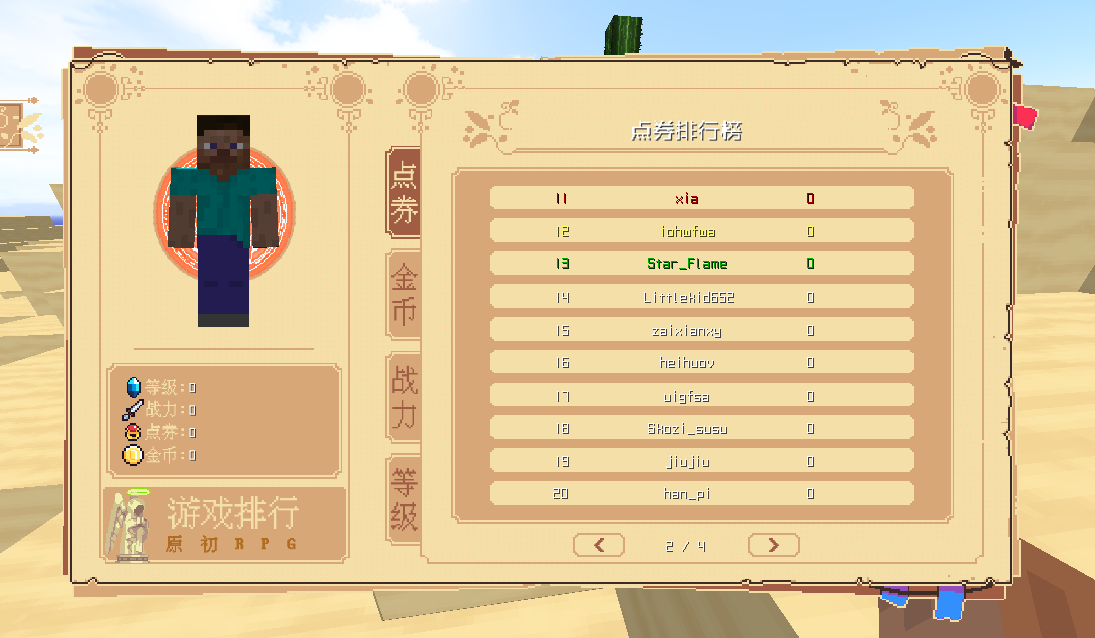 点券排行榜
点券
金币
战力
等级
11 xia 0
12 iohwfwa 0
13 Star_Flame 0
14 Littlekid652 0
15 zaixianxy 0
16 heihuov 0
17 uigfsa 0
18 Skozi_susu 0
19 jiujiu 0
20 han_pi 0
2 / 4
等级:0
战力:0
点券:0
金币:0
游戏排行
原初RPG